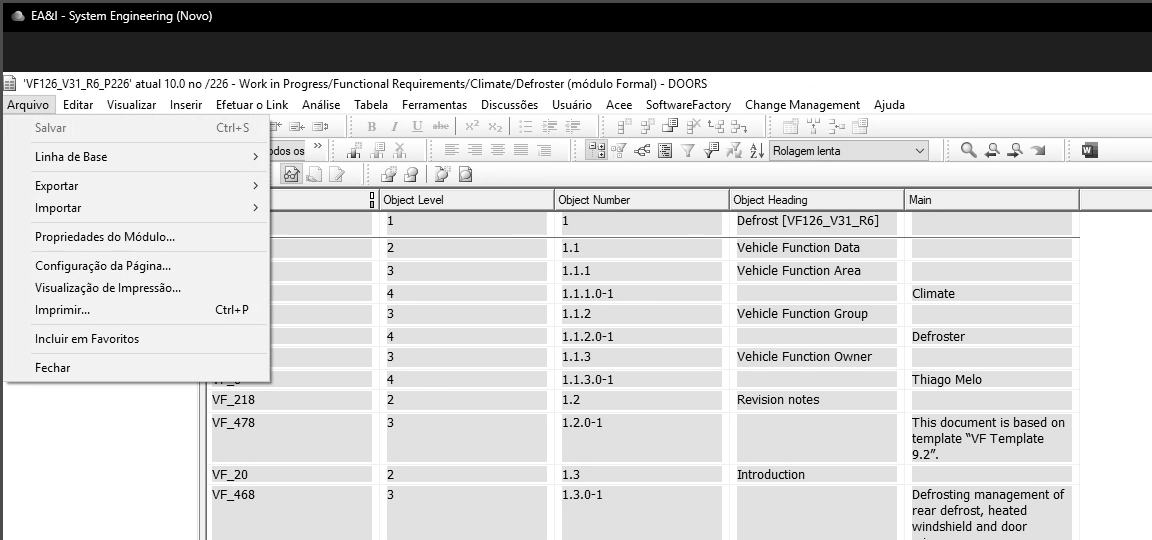 EA&I - System Engineering (Novo)
'VF126_V31_R6_P226' atual 10.0 no /226 - Work in Progress/Functional Requirements/Climate/Defroster (módulo Formal) - DOORS
Arquivo Editar Visualizar Inserir Efetuar o Link Análise Tabela Ferramentas Discussões Usuário Acee SoftwareFactory Change Management Ajuda
Salvar Ctrl+S
Linha de Base
Exportar
Importar
Propriedades do Módulo...
Configuração da Página...
Visualização de Impressão...
Imprimir... Ctrl+P
Incluir em Favoritos
Fechar
B I U abc x² x₂
odos os Rolagem lenta
Object Level Object Number Object Heading Main
1 1 Defrost [VF126_V31_R6]
2 1.1 Vehicle Function Data
3 1.1.1 Vehicle Function Area
4 1.1.1.0-1 Climate
3 1.1.2 Vehicle Function Group
4 1.1.2.0-1 Defroster
3 1.1.3 Vehicle Function Owner
4 1.1.3.0-1 Thiago Melo
VF_218 2 1.2 Revision notes
VF_478 3 1.2.0-1 This document is based on
template “VF Template
9.2”.
VF_20 2 1.3 Introduction
VF_468 3 1.3.0-1 Defrosting management of
rear defrost, heated
windshield and door